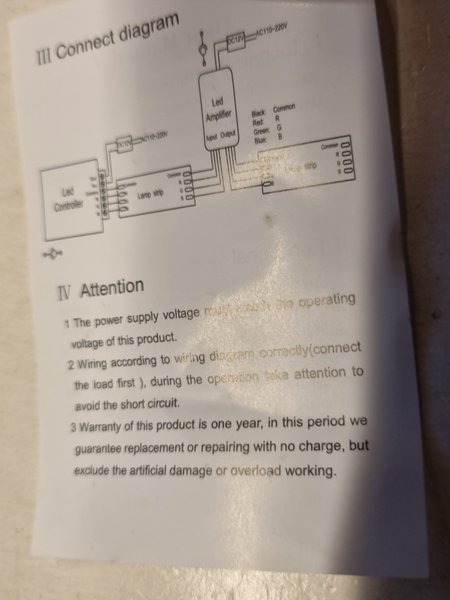 III Connect diagram
AC110~220V
DC12V
Led
Amplifier
Input Output
Black: Common
Red: R
Green: G
Blue: B
AC110~220V
DC12V
Led
Controller
Common
R
G
B
Lamp strip
Common
R
G
B
strip
IV Attention
1 The power supply voltage must match the operating
voltage of this product.
2 Wiring according to wiring diagram correctly(connect
the load first ), during the operation take attention to
avoid the short circuit.
3 Warranty of this product is one year, in this period we
guarantee replacement or repairing with no charge, but
exclude the artificial damage or overload working.